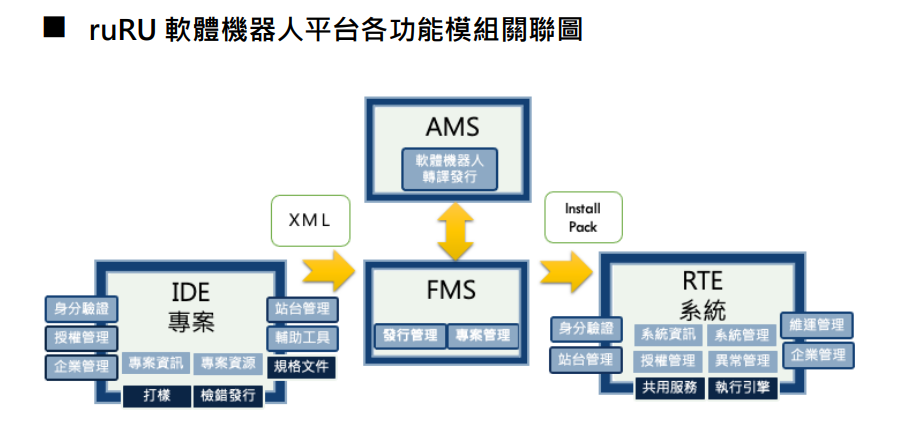 ■ ruRU 軟體機器人平台各功能模組關聯圖
AMS
軟體機器人
轉譯發行
XML
Install
Pack
IDE
專案
身分驗證
授權管理
企業管理
站台管理
輔助工具
規格文件
專案資訊
專案資源
打樣
檢錯發行
FMS
發行管理
專案管理
RTE
系統
身分驗證
站台管理
系統資訊
系統管理
授權管理
異常管理
共用服務
執行引擎
維運管理
企業管理